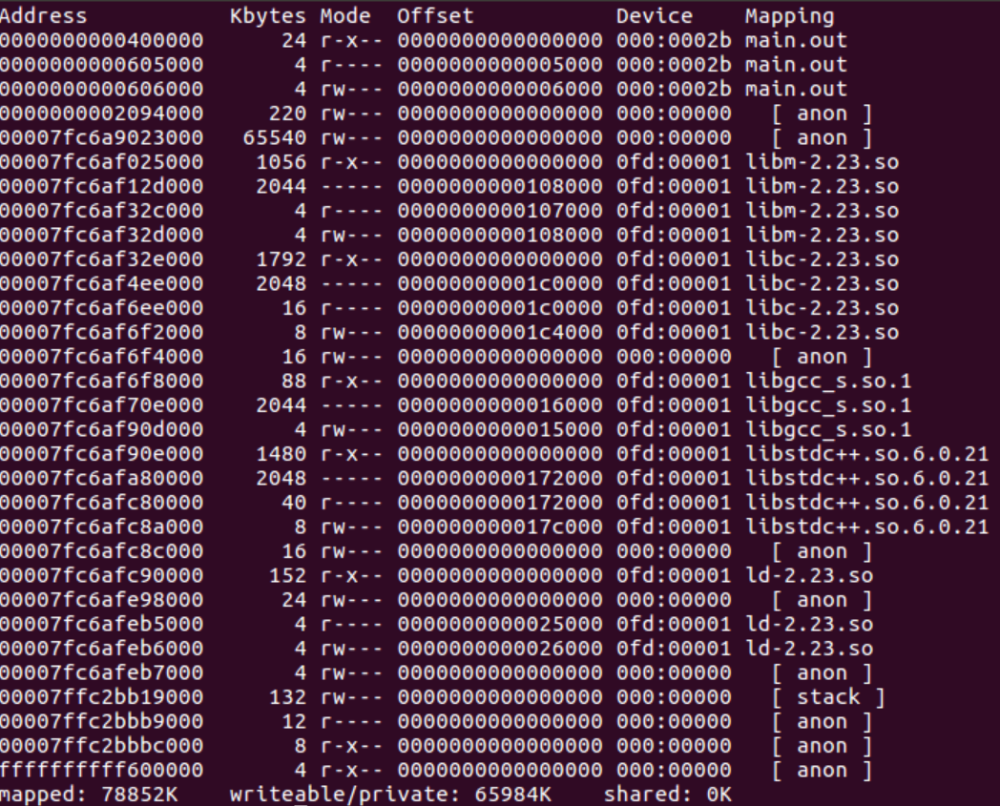 Address Kbytes Mode Offset Device Mapping
0000000000400000 24 r-x-- 0000000000000000 000:0002b main.out
0000000000605000 4 r---- 0000000000005000 000:0002b main.out
0000000000606000 4 rw--- 0000000000006000 000:0002b main.out
0000000002094000 220 rw--- 0000000000000000 000:00000 [ anon ]
00007fc6a9023000 65540 rw--- 0000000000000000 000:00000 [ anon ]
00007fc6af025000 1056 r-x-- 0000000000000000 0fd:00001 libm-2.23.so
00007fc6af12d000 2044 ----- 0000000000108000 0fd:00001 libm-2.23.so
00007fc6af32c000 4 r---- 0000000000107000 0fd:00001 libm-2.23.so
00007fc6af32d000 4 rw--- 0000000000108000 0fd:00001 libm-2.23.so
00007fc6af32e000 1792 r-x-- 0000000000000000 0fd:00001 libc-2.23.so
00007fc6af4ee000 2048 ----- 00000000001c0000 0fd:00001 libc-2.23.so
00007fc6af6ee000 16 r---- 00000000001c0000 0fd:00001 libc-2.23.so
00007fc6af6f2000 8 rw--- 00000000001c4000 0fd:00001 libc-2.23.so
00007fc6af6f4000 16 rw--- 0000000000000000 000:00000 [ anon ]
00007fc6af6f8000 88 r-x-- 0000000000000000 0fd:00001 libgcc_s.so.1
00007fc6af70e000 2044 ----- 0000000000016000 0fd:00001 libgcc_s.so.1
00007fc6af90d000 4 rw--- 0000000000015000 0fd:00001 libgcc_s.so.1
00007fc6af90e000 1480 r-x-- 0000000000000000 0fd:00001 libstdc++.so.6.0.21
00007fc6afa80000 2048 ----- 0000000000172000 0fd:00001 libstdc++.so.6.0.21
00007fc6afc80000 40 r---- 0000000000172000 0fd:00001 libstdc++.so.6.0.21
00007fc6afc8a000 8 rw--- 000000000017c000 0fd:00001 libstdc++.so.6.0.21
00007fc6afc8c000 16 rw--- 0000000000000000 000:00000 [ anon ]
00007fc6afc90000 152 r-x-- 0000000000000000 0fd:00001 ld-2.23.so
00007fc6afe98000 24 rw--- 0000000000000000 000:00000 [ anon ]
00007fc6afeb5000 4 r---- 0000000000025000 0fd:00001 ld-2.23.so
00007fc6afeb6000 4 rw--- 0000000000026000 0fd:00001 ld-2.23.so
00007fc6afeb7000 4 rw--- 0000000000000000 000:00000 [ anon ]
00007ffc2bb19000 132 rw--- 0000000000000000 000:00000 [ stack ]
00007ffc2bbb9000 12 r---- 0000000000000000 000:00000 [ anon ]
00007ffc2bbbc000 8 r-x-- 0000000000000000 000:00000 [ anon ]
ffffffffff600000 4 r-x-- 0000000000000000 000:00000 [ anon ]
mapped: 78852K writeable/private: 65984K shared: 0K